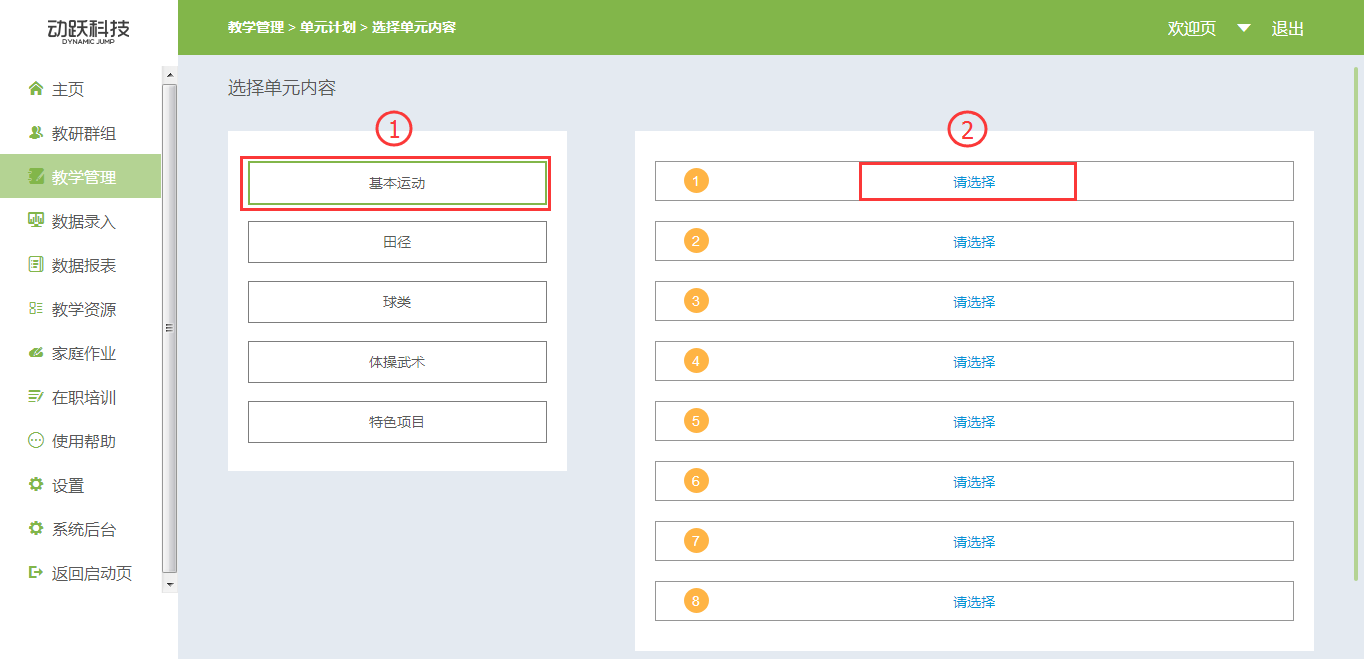 动跃科技
DYNAMIC JUMP
教学管理 > 单元计划 > 选择单元内容
欢迎页
退出
主页
教研群组
教学管理
数据录入
数据报表
教学资源
家庭作业
在职培训
使用帮助
设置
系统后台
返回启动页
选择单元内容
①
基本运动
田径
球类
体操武术
特色项目
②
1 请选择
2 请选择
3 请选择
4 请选择
5 请选择
6 请选择
7 请选择
8 请选择